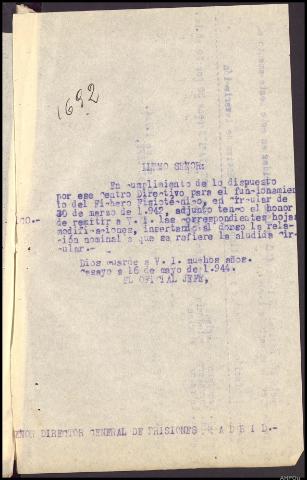 1692
ILLMO SEÑOR:
En cumplimiento de lo dispuesto
por ese Centro Directivo para el funcionamien
to del Fichero Fisiotécnico, en circular de
30 de marzo de 1.942, adjunto tengo el honor
ICO.- de remitir a V.I. las correspondientes hojas
modificaciones, insertando al dorso la rela-
ción nominal a que se refiere la aludida cir-
cular.-
Dios guarde a V.I. muchos años.
Casayo a 16 de mayo de 1.944.
EL OFICIAL JEFE,
SEÑOR DIRECTOR GENERAL DE PRISIONES M A D R I D.-